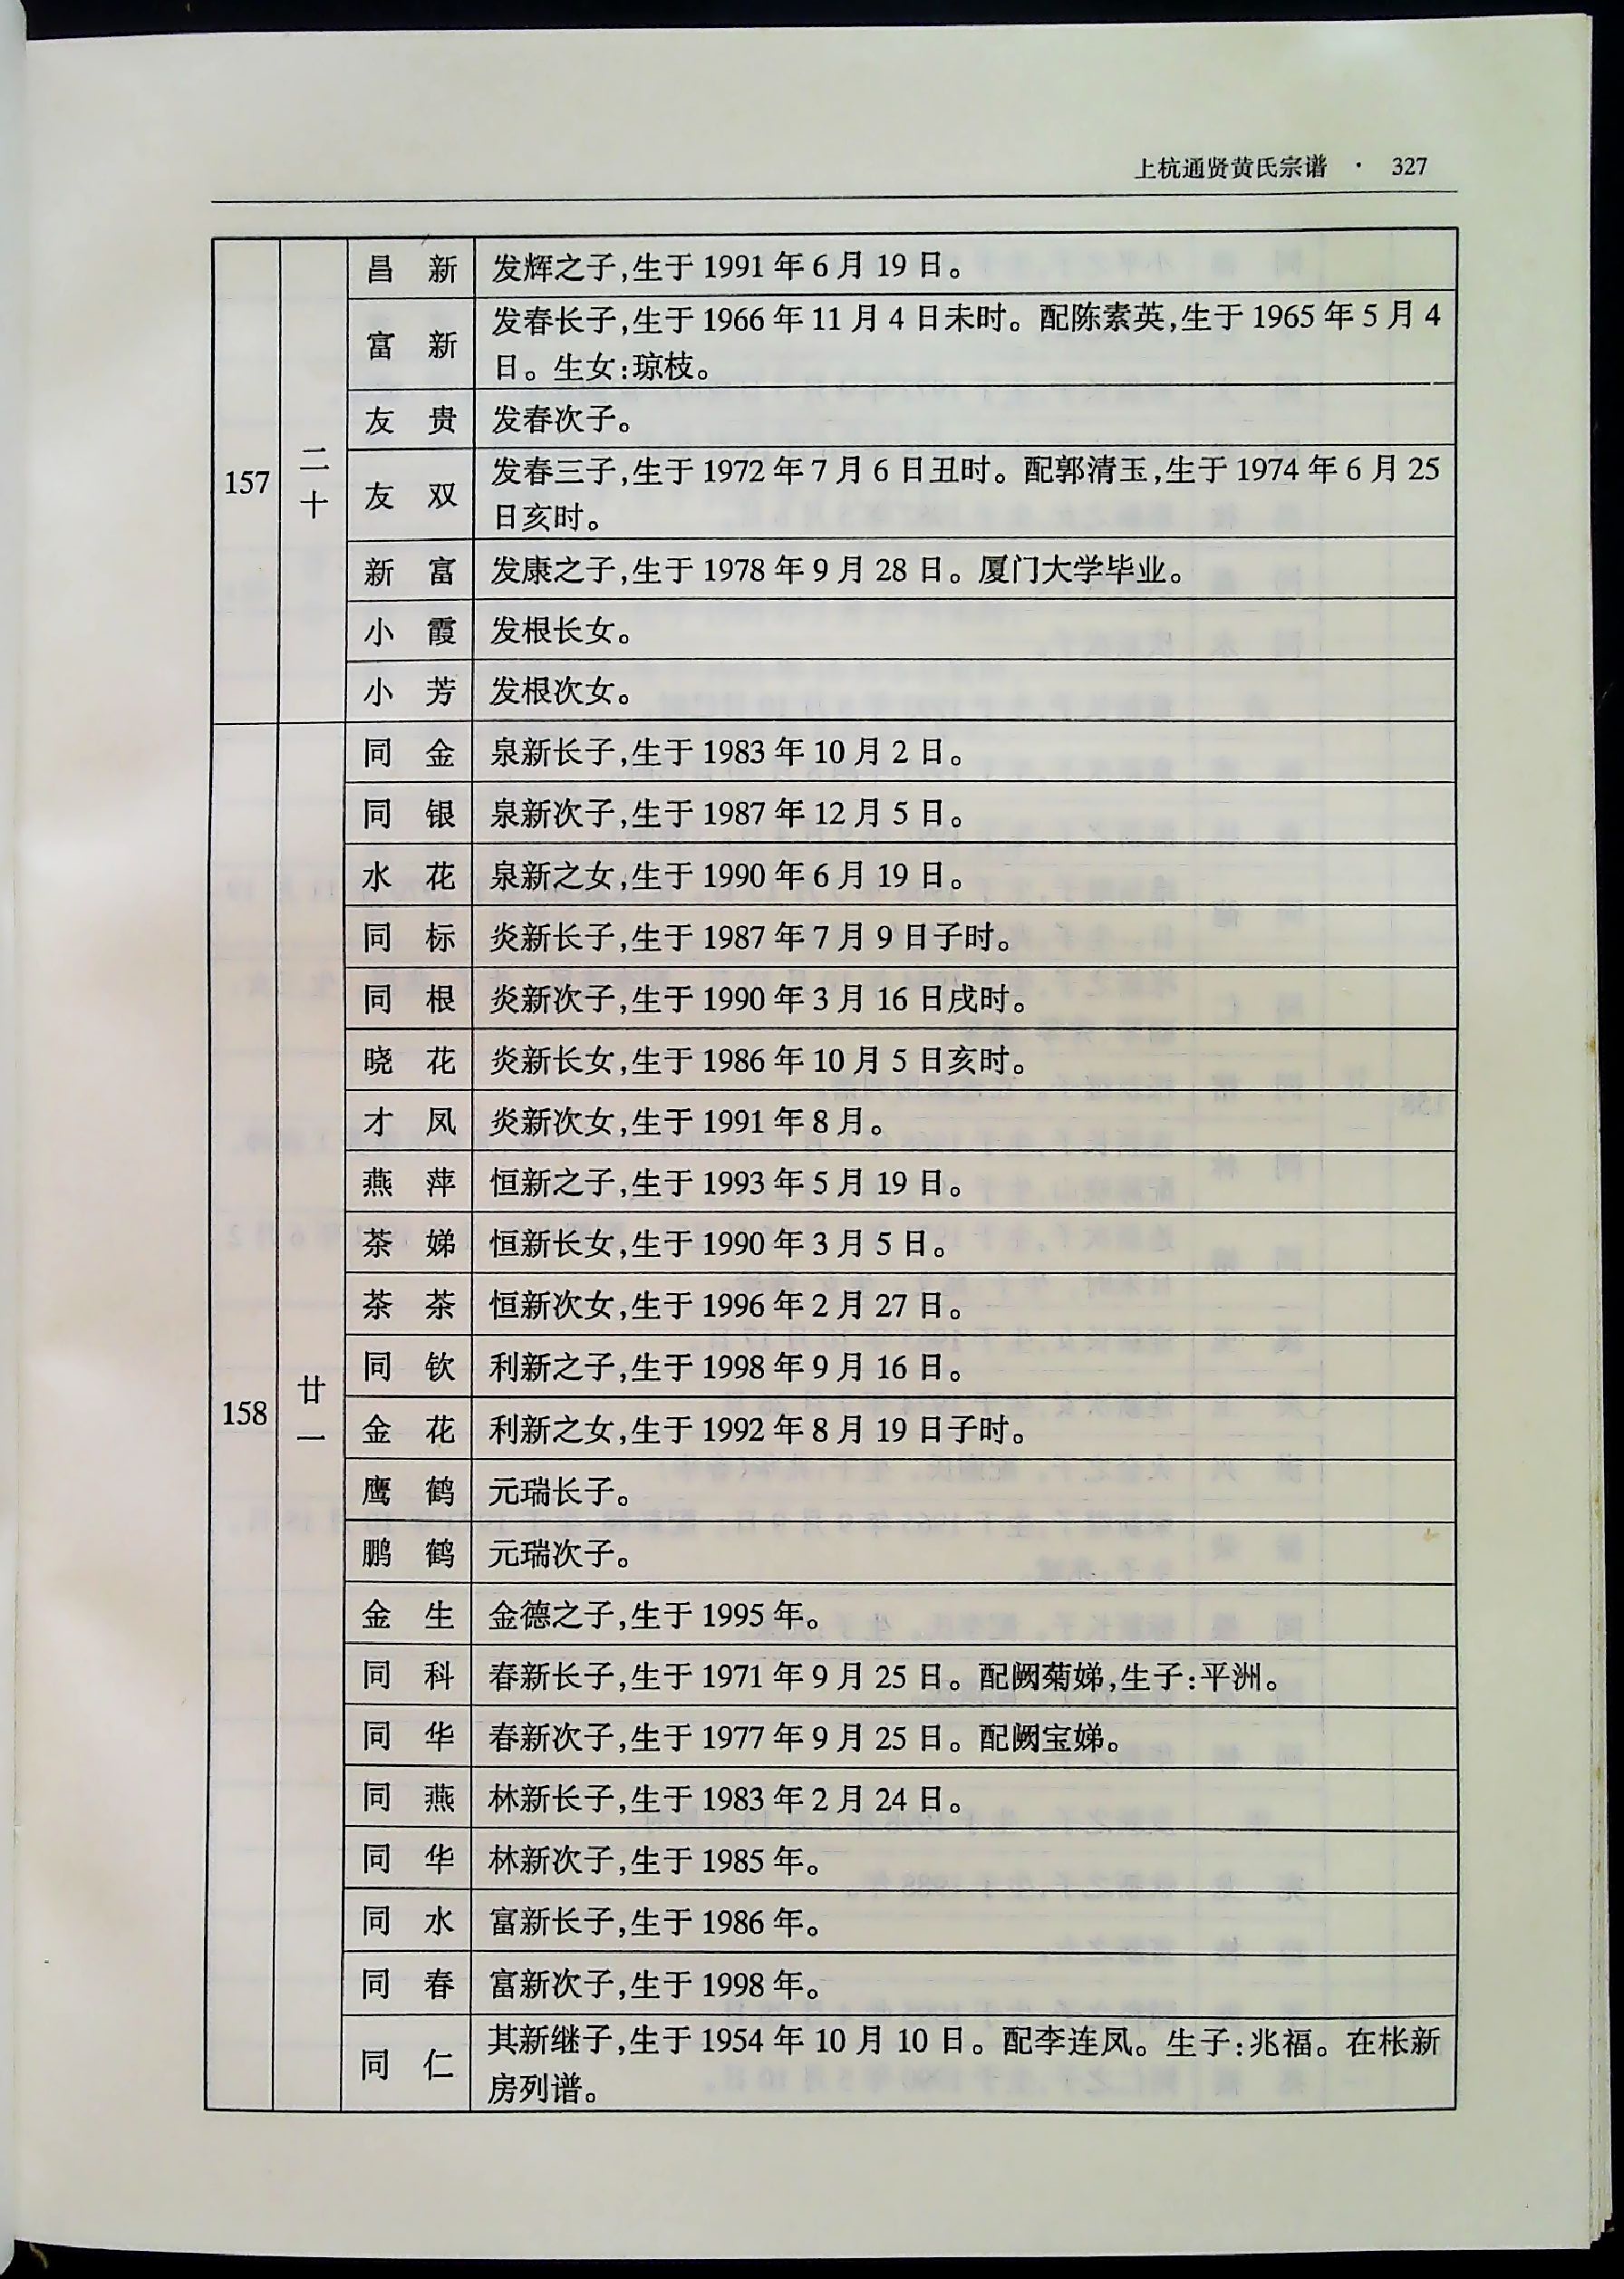 上杭通贤黄氏宗谱 · 327
157
二十
昌 新 发辉之子,生于 1991 年 6 月 19 日。
富 新 发春长子,生于 1966 年 11 月 4 日未时。配陈素英,生于 1965 年 5 月 4
日。生女:琼枝。
友 贵 发春次子。
友 双 发春三子,生于 1972 年 7 月 6 日丑时。配郭清玉,生于 1974 年 6 月 25
日亥时。
新 富 发康之子,生于 1978 年 9 月 28 日。厦门大学毕业。
小 霞 发根长女。
小 芳 发根次女。
158
廿一
同 金 泉新长子,生于 1983 年 10 月 2 日。
同 银 泉新次子,生于 1987 年 12 月 5 日。
水 花 泉新之女,生于 1990 年 6 月 19 日。
同 标 炎新长子,生于 1987 年 7 月 9 日子时。
同 根 炎新次子,生于 1990 年 3 月 16 日戌时。
晓 花 炎新长女,生于 1986 年 10 月 5 日亥时。
才 凤 炎新次女,生于 1991 年 8 月。
燕 萍 恒新之子,生于 1993 年 5 月 19 日。
茶 娣 恒新长女,生于 1990 年 3 月 5 日。
茶 茶 恒新次女,生于 1996 年 2 月 27 日。
同 钦 利新之子,生于 1998 年 9 月 16 日。
金 花 利新之女,生于 1992 年 8 月 19 日子时。
鹰 鹤 元瑞长子。
鹏 鹤 元瑞次子。
金 生 金德之子,生于 1995 年。
同 科 春新长子,生于 1971 年 9 月 25 日。配阙菊娣,生子:平洲。
同 华 春新次子,生于 1977 年 9 月 25 日。配阙宝娣。
同 燕 林新长子,生于 1983 年 2 月 24 日。
同 华 林新次子,生于 1985 年。
同 水 富新长子,生于 1986 年。
同 春 富新次子,生于 1998 年。
同 仁 其新继子,生于 1954 年 10 月 10 日。配李连凤。生子:兆福。在枨新
房列谱。